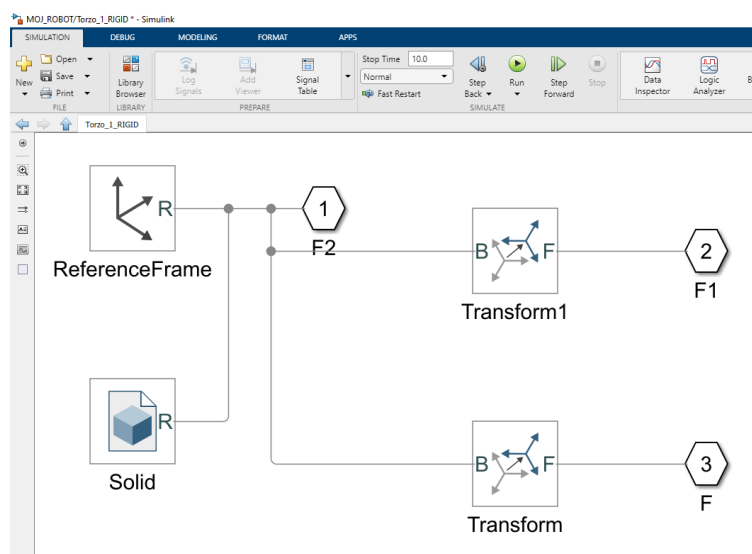 MOJ_ROBOT/Torzo_1_RIGID * - Simulink
SIMULATION DEBUG MODELING FORMAT APPS
New
Open
Save
Print
FILE
Library
Browser
LIBRARY
Log
Signals
Add
Viewer
Signal
Table
PREPARE
Stop Time 10.0
Normal
Fast Restart
Step
Back
Run
Step
Forward
Stop
SIMULATE
Data
Inspector
Logic
Analyzer
B
Torzo_1_RIGID
R
ReferenceFrame
1
F2
B F
Transform1
2
F1
R
Solid
B F
Transform
3
F